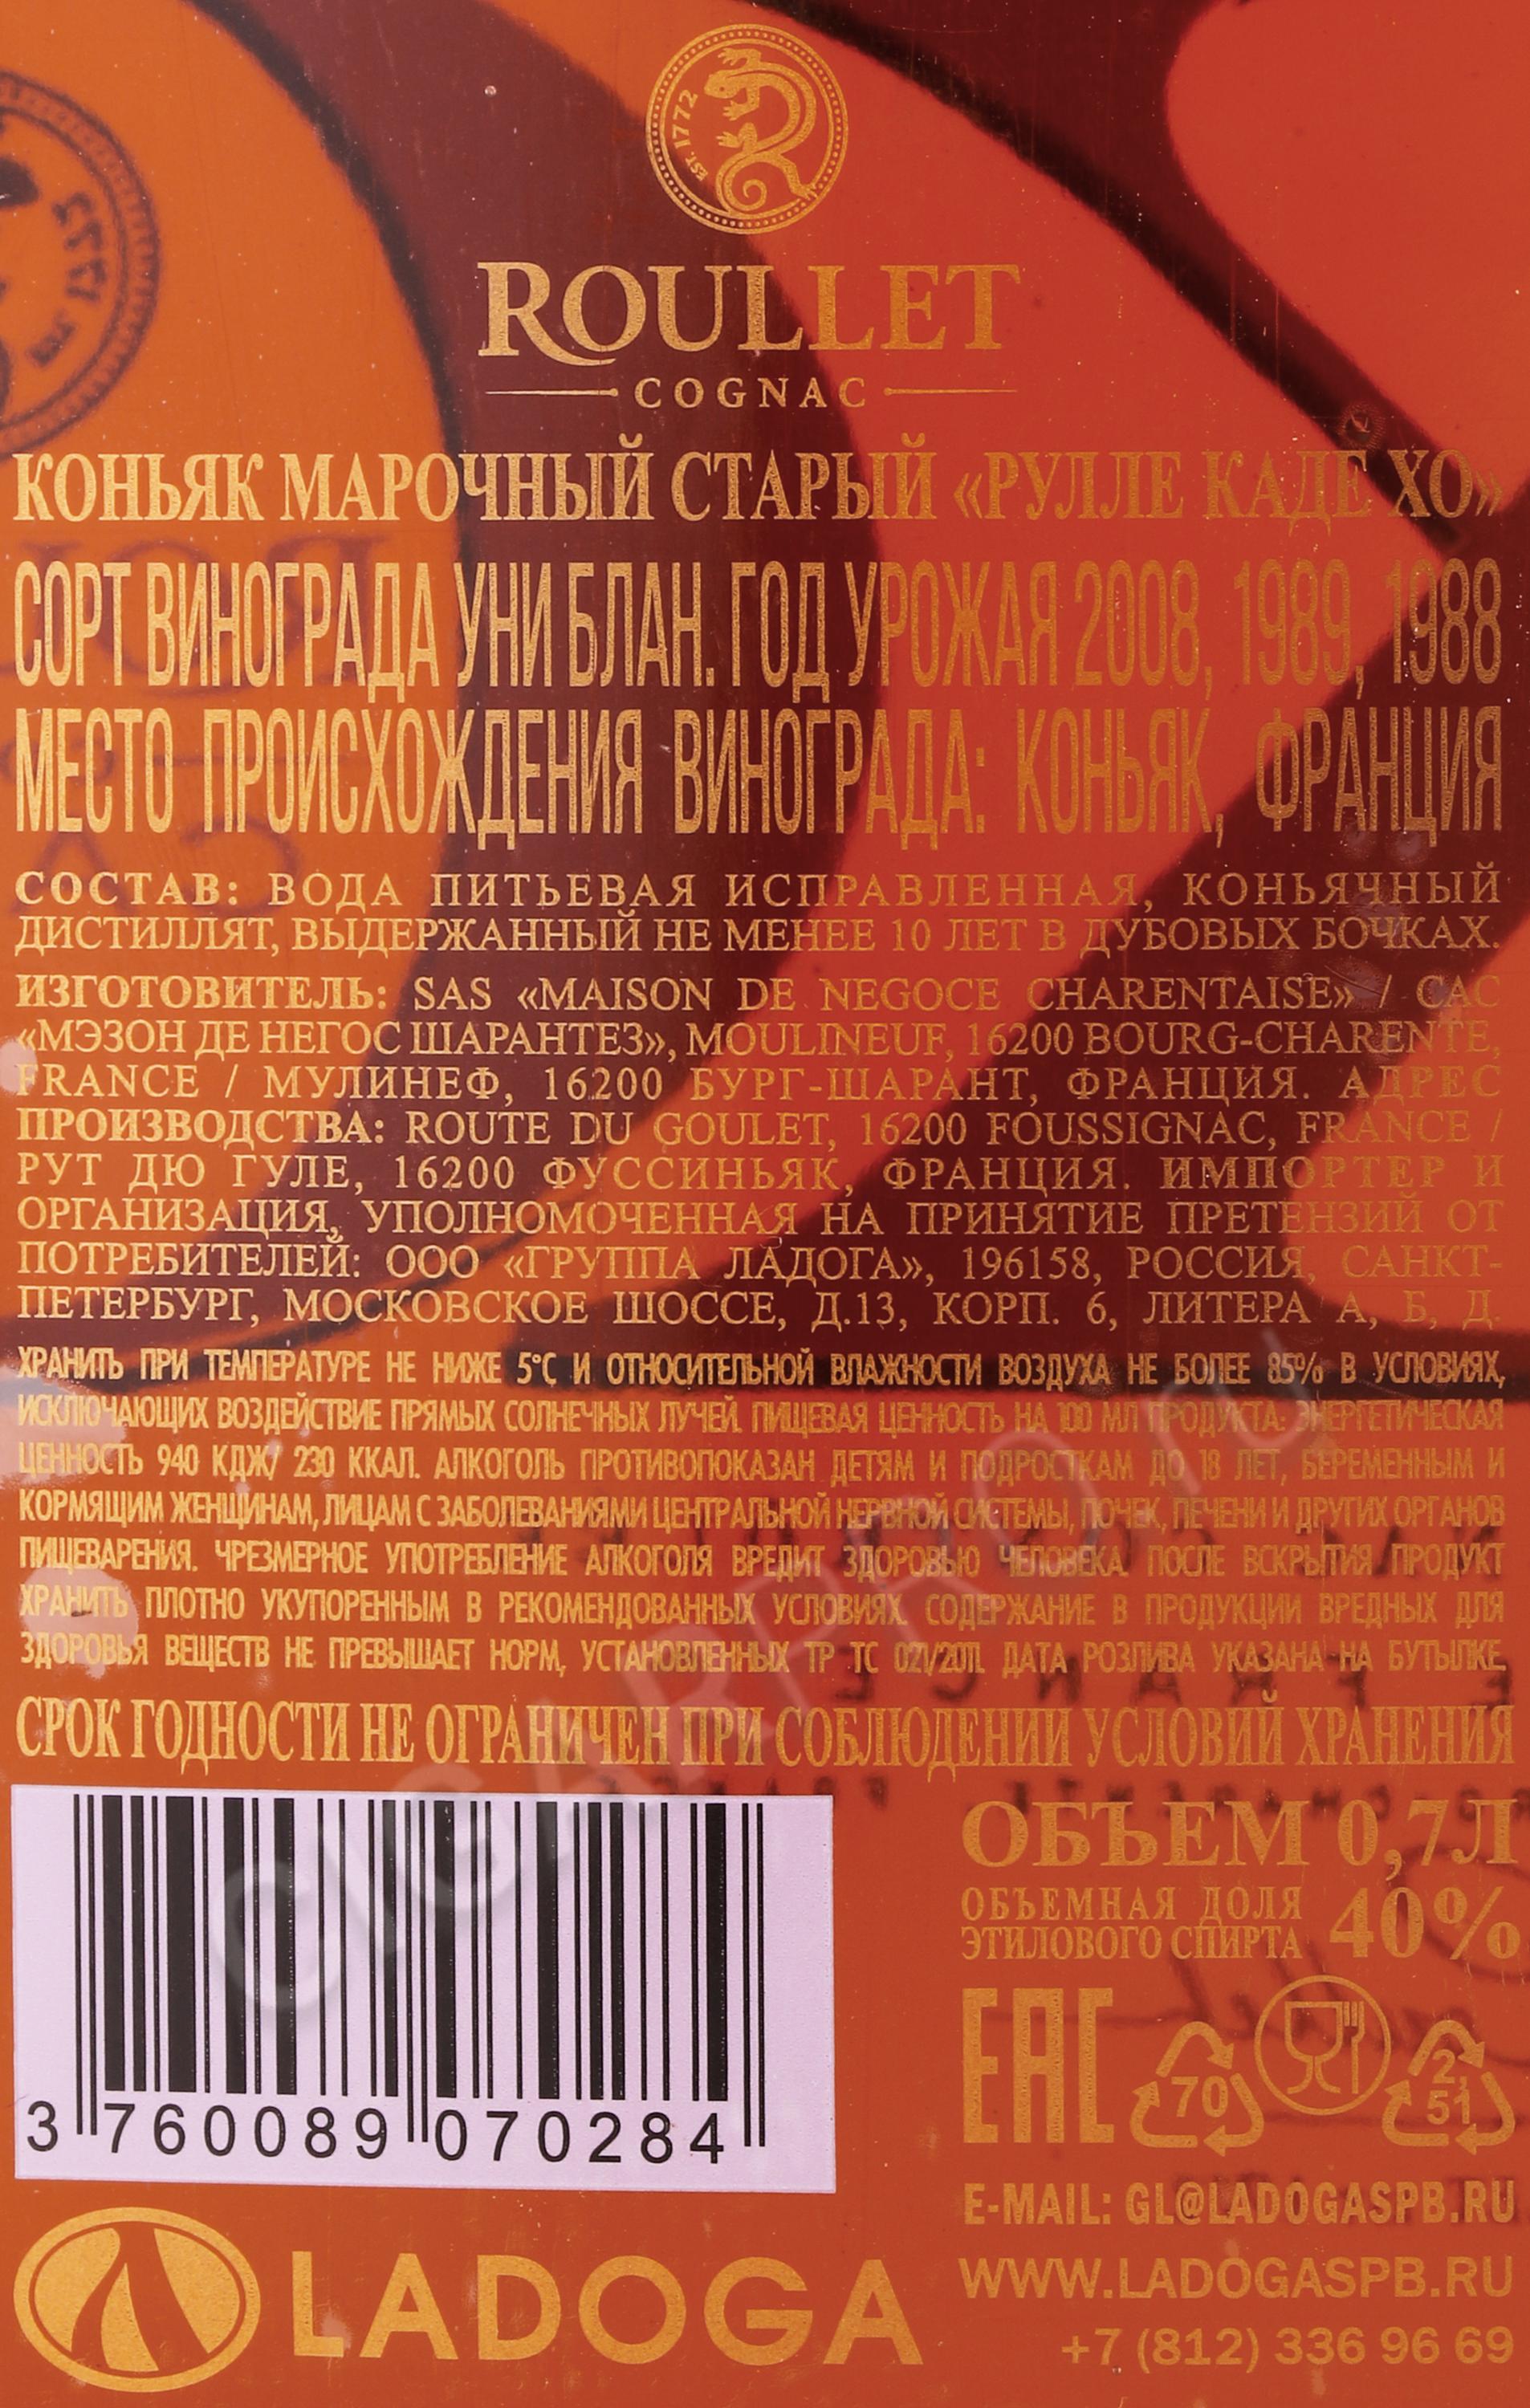 EST. 1772
ROULLET
COGNAC
КОНЬЯК МАРОЧНЫЙ СТАРЫЙ «РУЛЛЕ КАДЕ ХО»
СОРТ ВИНОГРАДА УНИ БЛАН. ГОД УРОЖАЯ 2008, 1989, 1988
МЕСТО ПРОИСХОЖДЕНИЯ ВИНОГРАДА: КОНЬЯК, ФРАНЦИЯ
СОСТАВ: ВОДА ПИТЬЕВАЯ ИСПРАВЛЕННАЯ, КОНЬЯЧНЫЙ
ДИСТИЛЛЯТ, ВЫДЕРЖАННЫЙ НЕ МЕНЕЕ 10 ЛЕТ В ДУБОВЫХ БОЧКАХ.
ИЗГОТОВИТЕЛЬ: SAS «MAISON DE NEGOCE CHARENTAISE» / САС
«МЭЗОН ДЕ НЕГОС ШАРАНТЕЗ», MOULINEUF, 16200 BOURG-CHARENTE,
FRANCE / МУЛИНЕФ, 16200 БУРГ-ШАРАНТ, ФРАНЦИЯ. АДРЕС
ПРОИЗВОДСТВА: ROUTE DU GOULET, 16200 FOUSSIGNAC, FRANCE /
РУТ ДЮ ГУЛЕ, 16200 ФУССИНЬЯК, ФРАНЦИЯ. ИМПОРТЕР И
ОРГАНИЗАЦИЯ, УПОЛНОМОЧЕННАЯ НА ПРИНЯТИЕ ПРЕТЕНЗИЙ ОТ
ПОТРЕБИТЕЛЕЙ: ООО «ГРУППА ЛАДОГА», 196158, РОССИЯ, САНКТ-
ПЕТЕРБУРГ, МОСКОВСКОЕ ШОССЕ, Д.13, КОРП. 6, ЛИТЕРА А, Б, Д.
ХРАНИТЬ ПРИ ТЕМПЕРАТУРЕ НЕ НИЖЕ 5°С И ОТНОСИТЕЛЬНОЙ ВЛАЖНОСТИ ВОЗДУХА НЕ БОЛЕЕ 85% В УСЛОВИЯХ,
ИСКЛЮЧАЮЩИХ ВОЗДЕЙСТВИЕ ПРЯМЫХ СОЛНЕЧНЫХ ЛУЧЕЙ. ПИЩЕВАЯ ЦЕННОСТЬ НА 100 МЛ ПРОДУКТА: ЭНЕРГЕТИЧЕСКАЯ
ЦЕННОСТЬ 940 КДЖ/ 230 ККАЛ. АЛКОГОЛЬ ПРОТИВОПОКАЗАН ДЕТЯМ И ПОДРОСТКАМ ДО 18 ЛЕТ, БЕРЕМЕННЫМ И
КОРМЯЩИМ ЖЕНЩИНАМ, ЛИЦАМ С ЗАБОЛЕВАНИЯМИ ЦЕНТРАЛЬНОЙ НЕРВНОЙ СИСТЕМЫ, ПОЧЕК, ПЕЧЕНИ И ДРУГИХ ОРГАНОВ
ПИЩЕВАРЕНИЯ. ЧРЕЗМЕРНОЕ УПОТРЕБЛЕНИЕ АЛКОГОЛЯ ВРЕДИТ ЗДОРОВЬЮ ЧЕЛОВЕКА. ПОСЛЕ ВСКРЫТИЯ ПРОДУКТ
ХРАНИТЬ ПЛОТНО УКУПОРЕННЫМ В РЕКОМЕНДОВАННЫХ УСЛОВИЯХ. СОДЕРЖАНИЕ В ПРОДУКЦИИ ВРЕДНЫХ ДЛЯ
ЗДОРОВЬЯ ВЕЩЕСТВ НЕ ПРЕВЫШАЕТ НОРМ, УСТАНОВЛЕННЫХ ТР ТС 021/2011. ДАТА РОЗЛИВА УКАЗАНА НА БУТЫЛКЕ.
СРОК ГОДНОСТИ НЕ ОГРАНИЧЕН ПРИ СОБЛЮДЕНИИ УСЛОВИЙ ХРАНЕНИЯ
ОБЪЕМ 0,7Л
ОБЪЕМНАЯ ДОЛЯ
ЭТИЛОВОГО СПИРТА 40%
EAC
70
2,
51
3 760089 070284
E-MAIL: GL@LADOGASPB.RU
WWW.LADOGASPB.RU
+7 (812) 336 96 69
LADOGA
CIGARPRO.ru